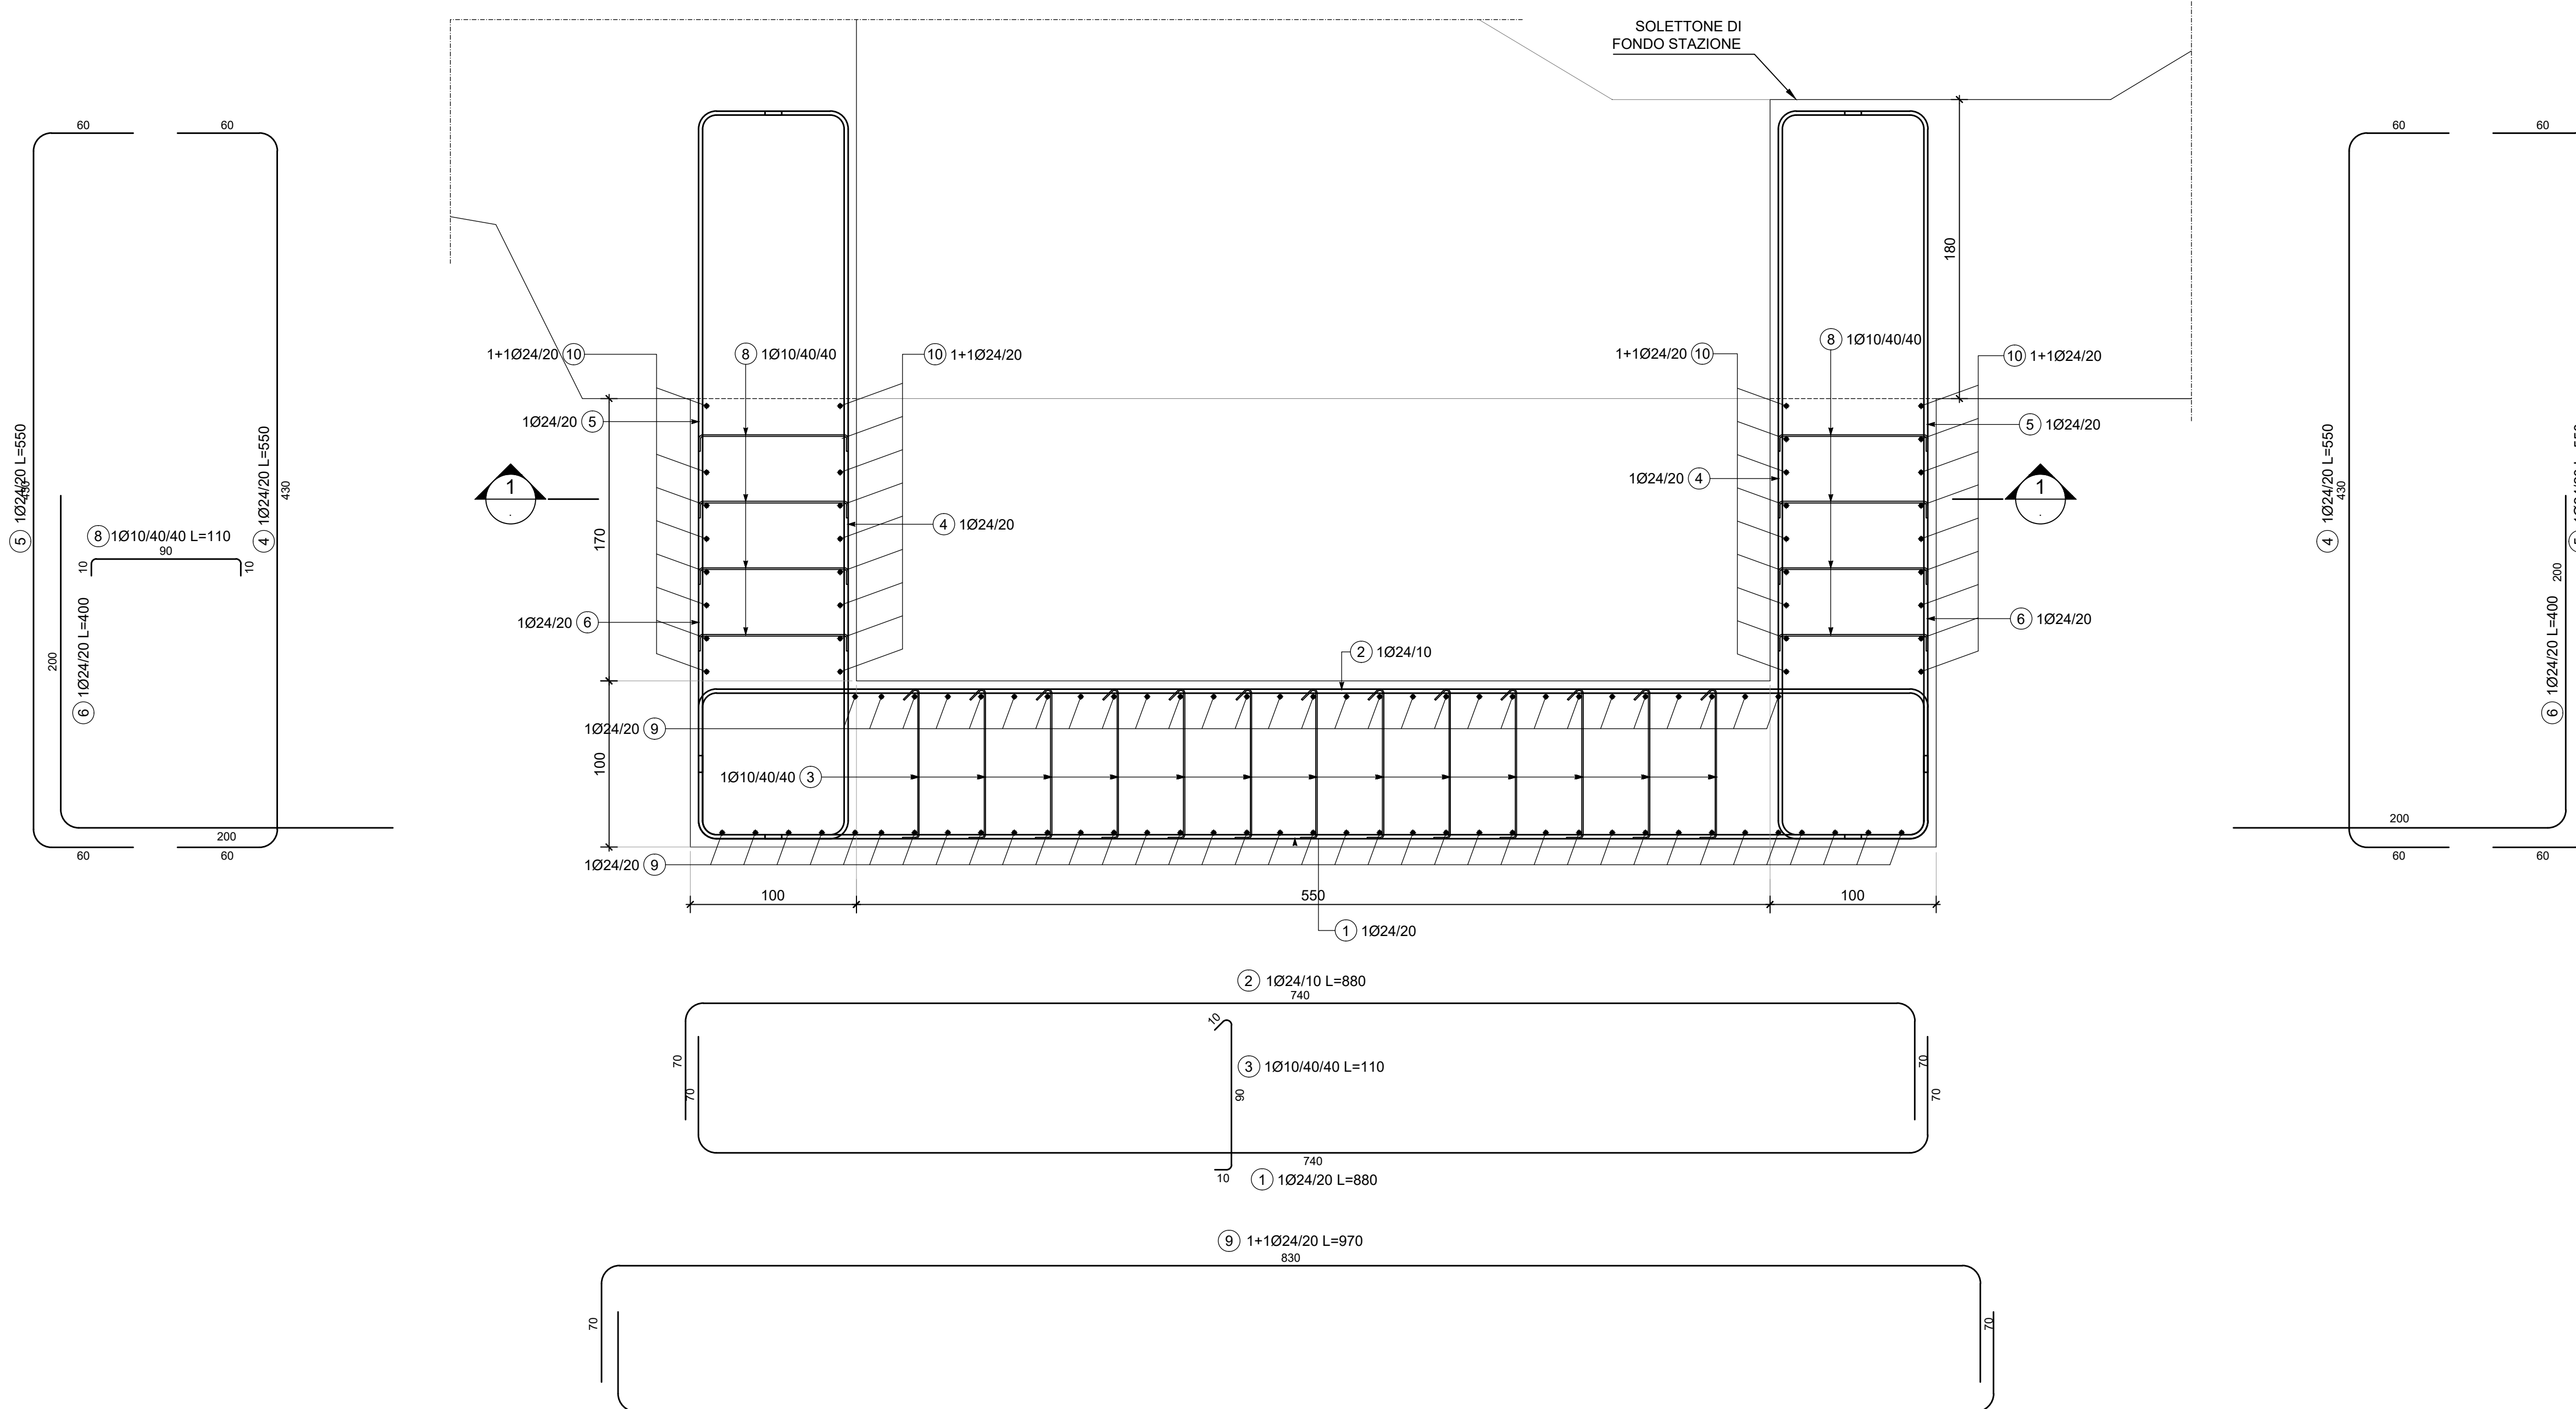 SOLETTONE DI
FONDO STAZIONE
60
60
60
60
180
1+1Ø24/20 10
8 1Ø10/40/40
10 1+1Ø24/20
1+1Ø24/20 10
8 1Ø10/40/40
10 1+1Ø24/20
1Ø24/20 5
5 1Ø24/20
5 1Ø24/20 L=550
430
4 1Ø24/20 L=550
430
1
170
4 1Ø24/20
1Ø24/20 4
1
4 1Ø24/20 L=550
430
8 1Ø10/40/40 L=110
90
10
10
200
6 1Ø24/20 L=400
1Ø24/20 6
6 1Ø24/20
200
6 1Ø24/20 L=400
2 1Ø24/10
1Ø24/20 9
100
1Ø10/40/40 3
200
60
60
1Ø24/20 9
200
60
60
100
550
100
1 1Ø24/20
2 1Ø24/10 L=880
740
10
70
70
3 1Ø10/40/40 L=110
90
70
70
740
10
1 1Ø24/20 L=880
9 1+1Ø24/20 L=970
830
70
70